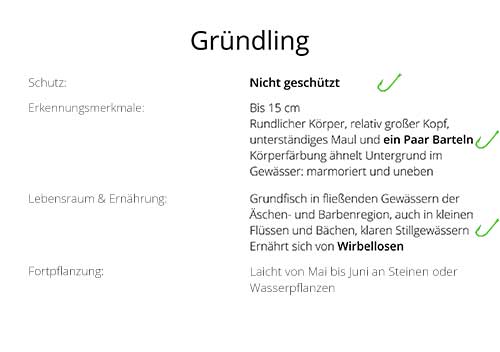 Gründling
Schutz: Nicht geschützt
Erkennungsmerkmale: Bis 15 cm
Rundlicher Körper, relativ großer Kopf,
unterständiges Maul und ein Paar Barteln
Körperfärbung ähnelt Untergrund im
Gewässer: marmoriert und uneben
Lebensraum & Ernährung: Grundfisch in fließenden Gewässern der
Äschen- und Barbenregion, auch in kleinen
Flüssen und Bächen, klaren Stillgewässern
Ernährt sich von Wirbellosen
Fortpflanzung: Laicht von Mai bis Juni an Steinen oder
Wasserpflanzen